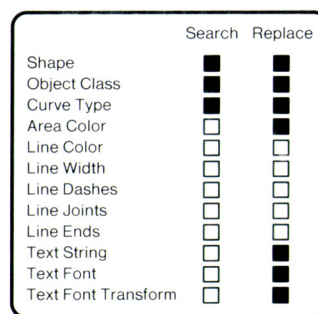 Search Replace
Shape
Object Class
Curve Type
Area Color
Line Color
Line Width
Line Dashes
Line Joints
Line Ends
Text String
Text Font
Text Font Transform